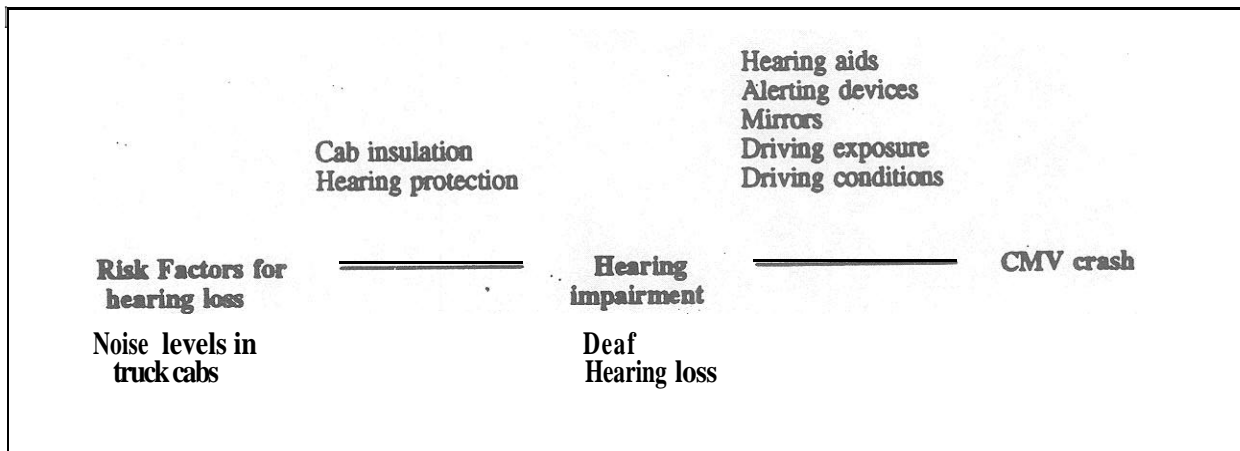 Hearing aids
Alerting devices
Mirrors
Driving exposure
Driving conditions
Cab insulation
Hearing protection
Risk Factors for
hearing loss
Hearing
impairment
CMV crash
Noise levels in
truck cabs
Deaf
Hearing loss